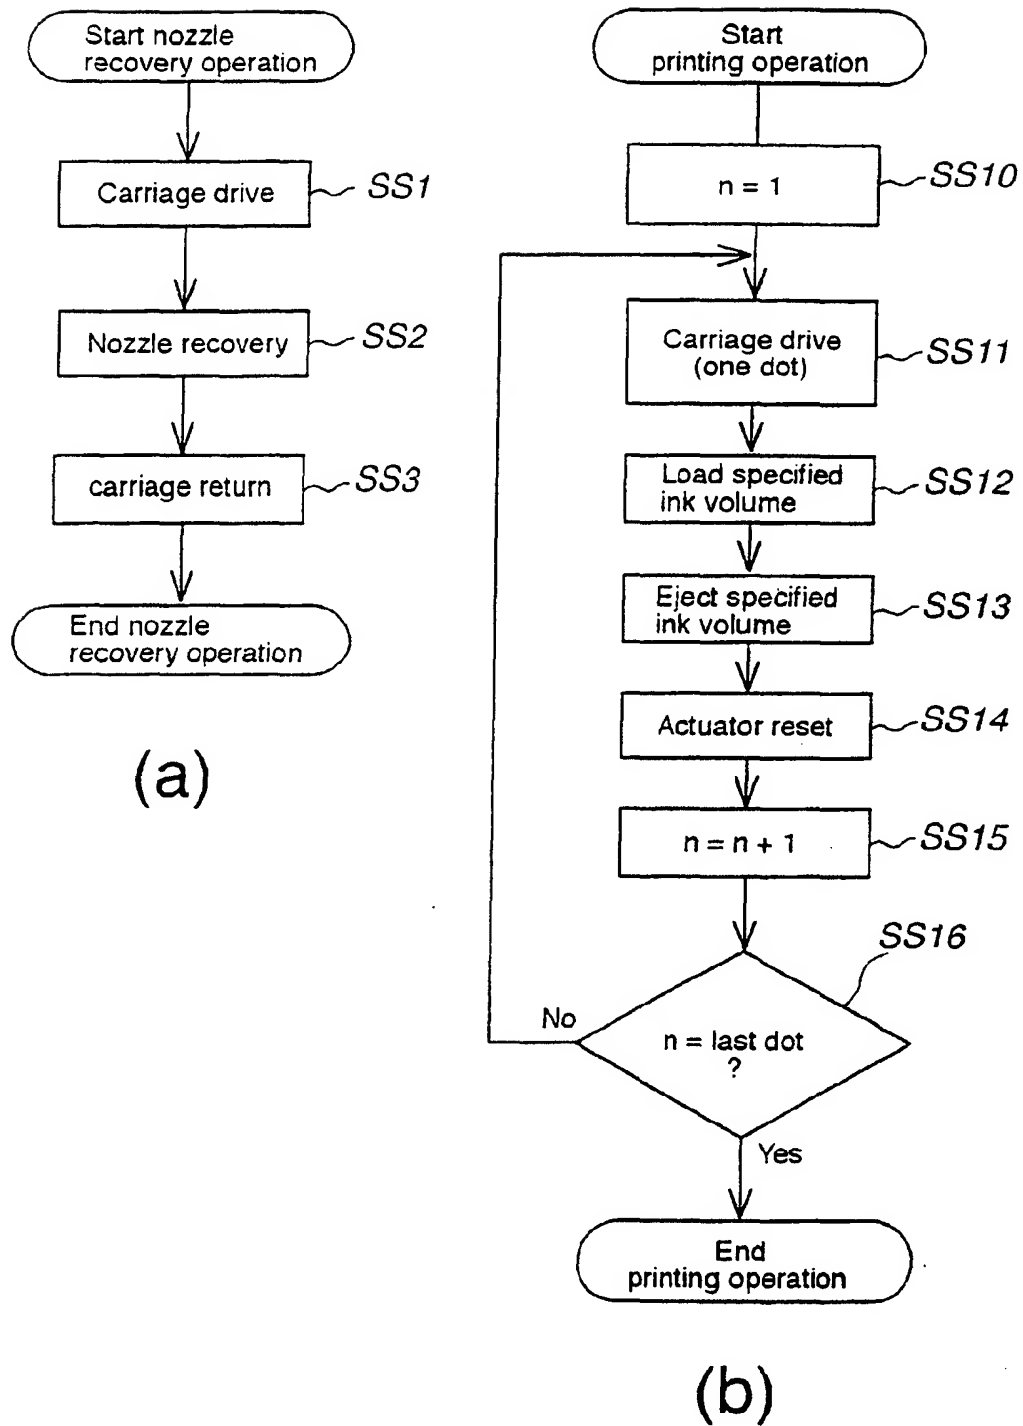 Start nozzle
recovery operation
Carriage drive
SS1
Nozzle recovery
SS2
carriage return
SS3
End nozzle
recovery operation
(a)
Start
printing operation
n = 1
SS10
Carriage drive
(one dot)
SS11
Load specified
ink volume
SS12
Eject specified
ink volume
SS13
Actuator reset
SS14
n = n + 1
SS15
SS16
No
n = last dot
?
Yes
End
printing operation
(b)